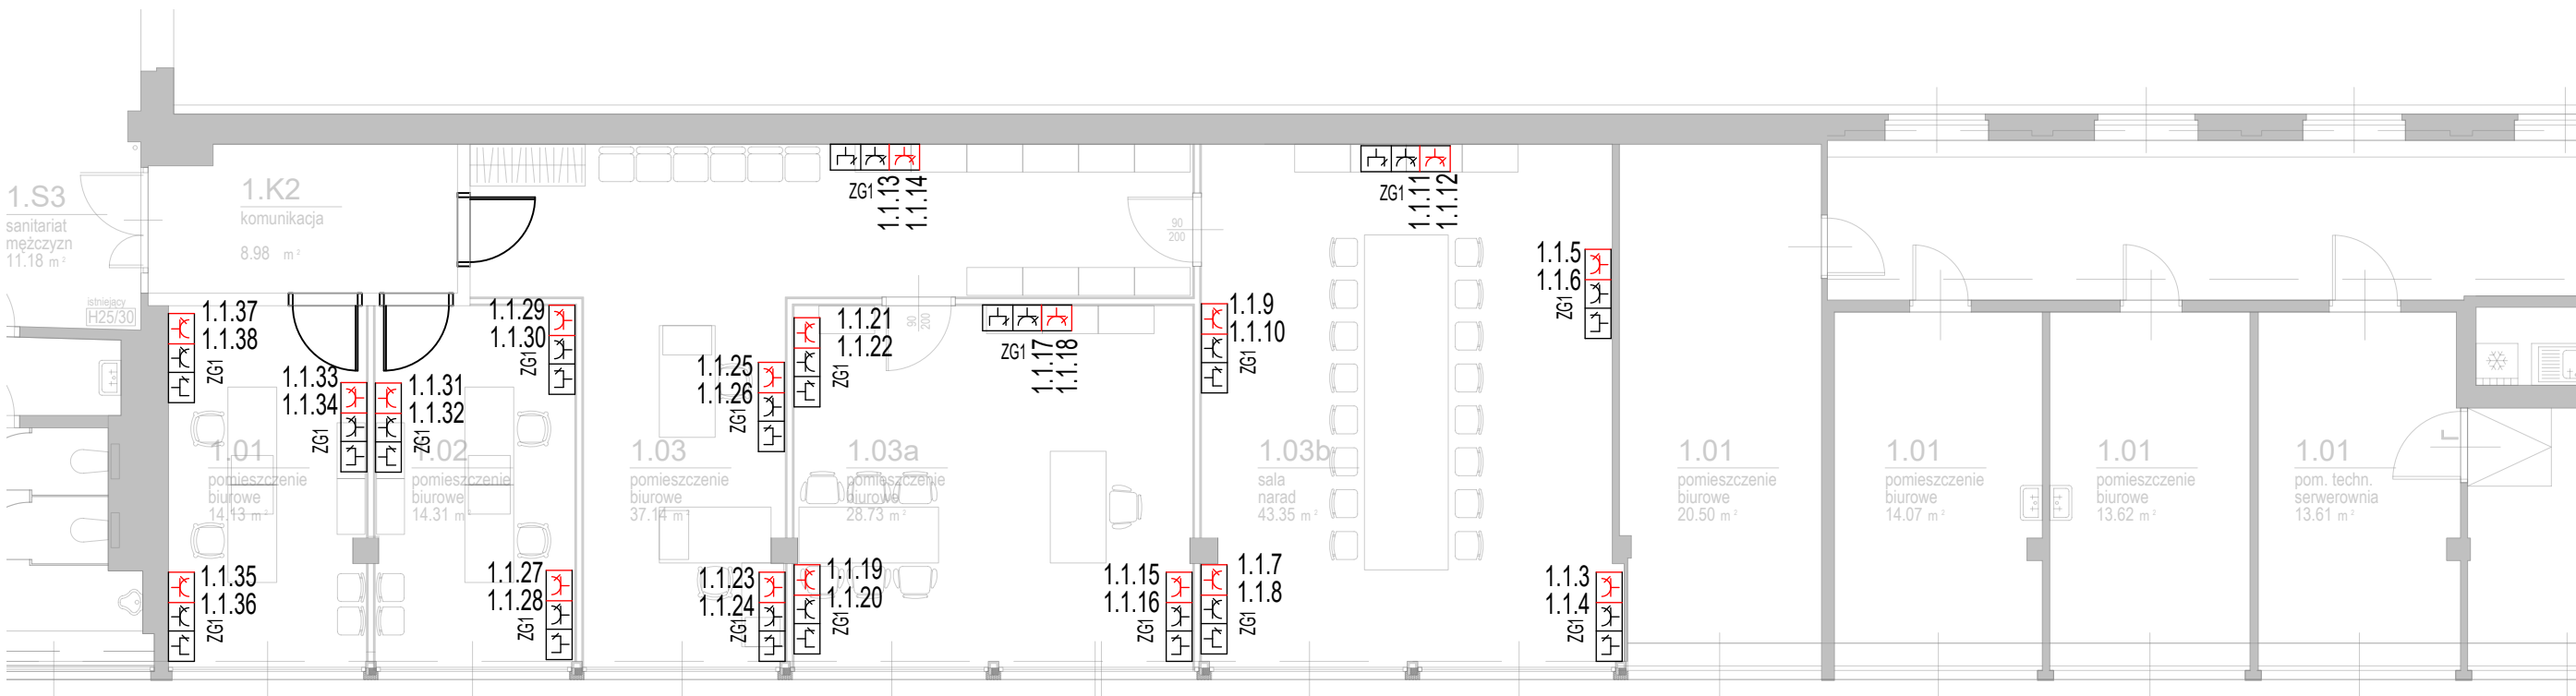 1.S3
sanitariat
mężczyzn
11.18 m²
istniejący
H25/30
1.K2
komunikacja
8.98 m²
ZG1
1.1.13
1.1.14
90
200
ZG1
1.1.11
1.1.12
1.1.5
1.1.6
ZG1
1.1.37
1.1.38
ZG1
1.1.33
1.1.34
ZG1
1.1.31
1.1.32
ZG1
1.1.29
1.1.30
ZG1
1.1.25
1.1.26
ZG1
1.1.21
1.1.22
ZG1
90
200
ZG1
1.1.17
1.1.18
1.1.9
1.1.10
ZG1
1.01
pomieszczenie
biurowe
14.13 m²
1.02
pomieszczenie
biurowe
14.31 m²
1.03
pomieszczenie
biurowe
37.14 m²
1.03a
pomieszczenie
biurowe
28.73 m²
1.03b
sala
narad
43.35 m²
1.01
pomieszczenie
biurowe
20.50 m²
1.01
pomieszczenie
biurowe
14.07 m²
1.01
pomieszczenie
biurowe
13.62 m²
1.01
pom. techn.
serwerownia
13.61 m²
1.1.35
1.1.36
ZG1
1.1.27
1.1.28
ZG1
1.1.23
1.1.24
ZG1
1.1.19
1.1.20
ZG1
1.1.15
1.1.16
ZG1
1.1.7
1.1.8
ZG1
1.1.3
1.1.4
ZG1